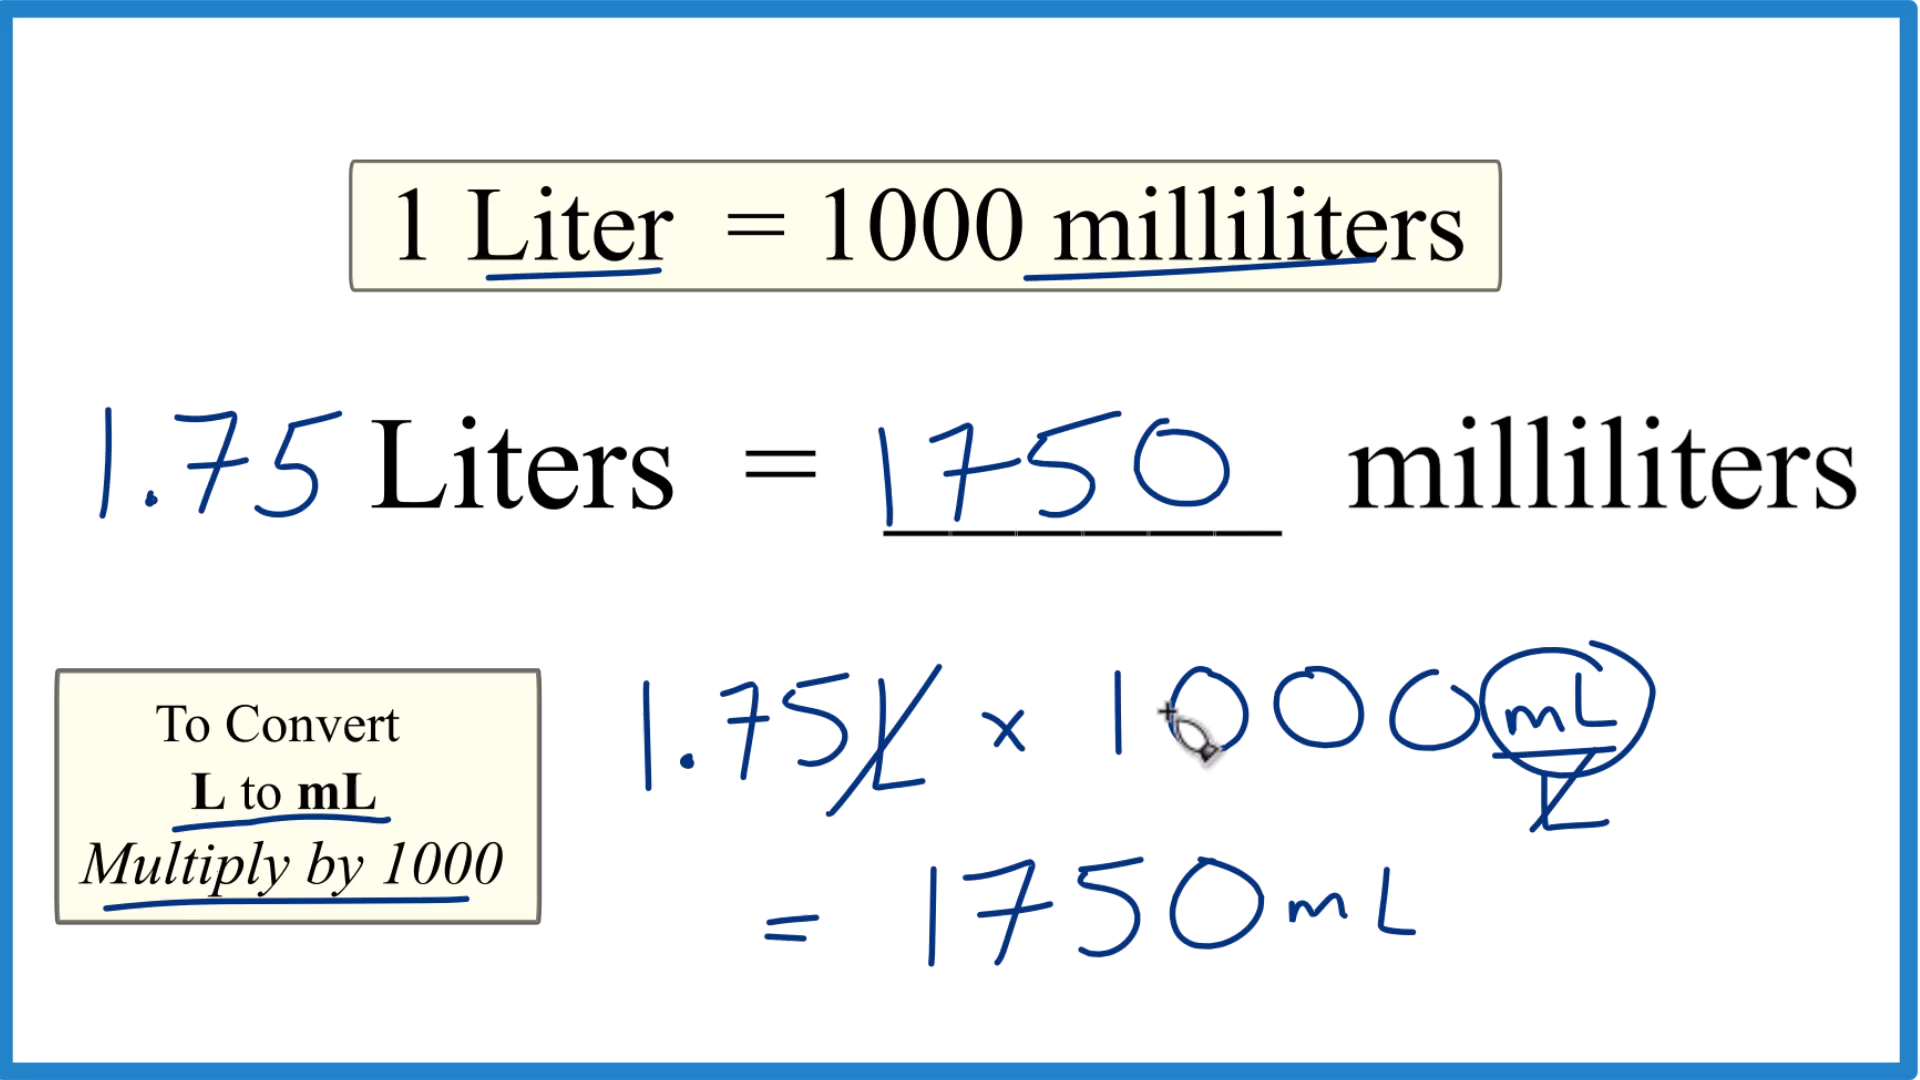 1 Liter = 1000 milliliters
1.75 Liters = 1750 milliliters
To Convert
L to mL
Multiply by 1000
1.75 L x 1000 mL
L
= 1750 mL